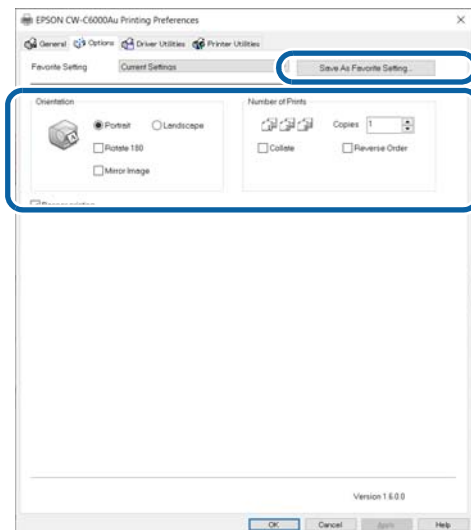 EPSON CW-C6000Au Printing Preferences
General Options Driver Utilities Printer Utilities
Favorite Setting Current Settings Save As Favorite Setting...
Orientation Number of Prints
Portrait Landscape Copies 1
Rotate 180 Collate Reverse Order
Mirror Image
Version 1.6.0.0
OK Cancel Apply Help